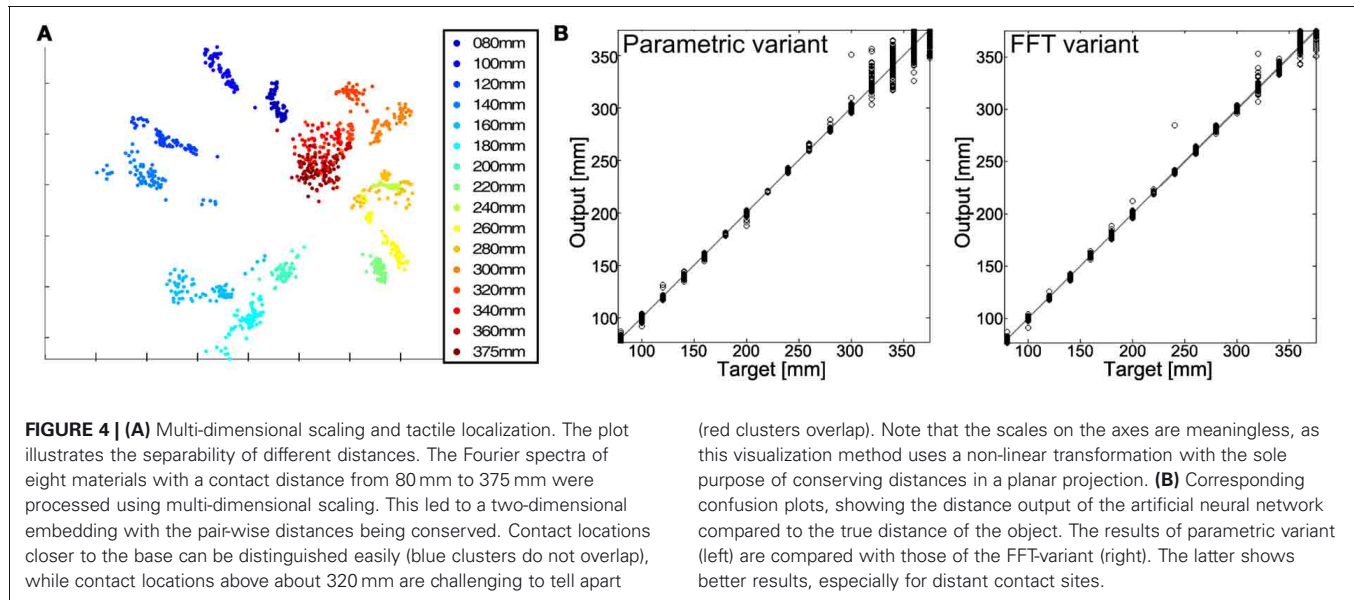 A
080mm
100mm
120mm
140mm
160mm
180mm
200mm
220mm
240mm
260mm
280mm
300mm
320mm
340mm
360mm
375mm
B
Parametric variant
350
300
250
200
150
100
Output [mm]
100 150 200 250 300 350
Target [mm]
FFT variant
350
300
250
200
150
100
Output [mm]
100 150 200 250 300 350
Target [mm]
FIGURE 4 | (A) Multi-dimensional scaling and tactile localization. The plot
illustrates the separability of different distances. The Fourier spectra of
eight materials with a contact distance from 80 mm to 375 mm were
processed using multi-dimensional scaling. This led to a two-dimensional
embedding with the pair-wise distances being conserved. Contact locations
closer to the base can be distinguished easily (blue clusters do not overlap),
while contact locations above about 320 mm are challenging to tell apart
(red clusters overlap). Note that the scales on the axes are meaningless, as
this visualization method uses a non-linear transformation with the sole
purpose of conserving distances in a planar projection. (B) Corresponding
confusion plots, showing the distance output of the artificial neural network
compared to the true distance of the object. The results of parametric variant
(left) are compared with those of the FFT-variant (right). The latter shows
better results, especially for distant contact sites.